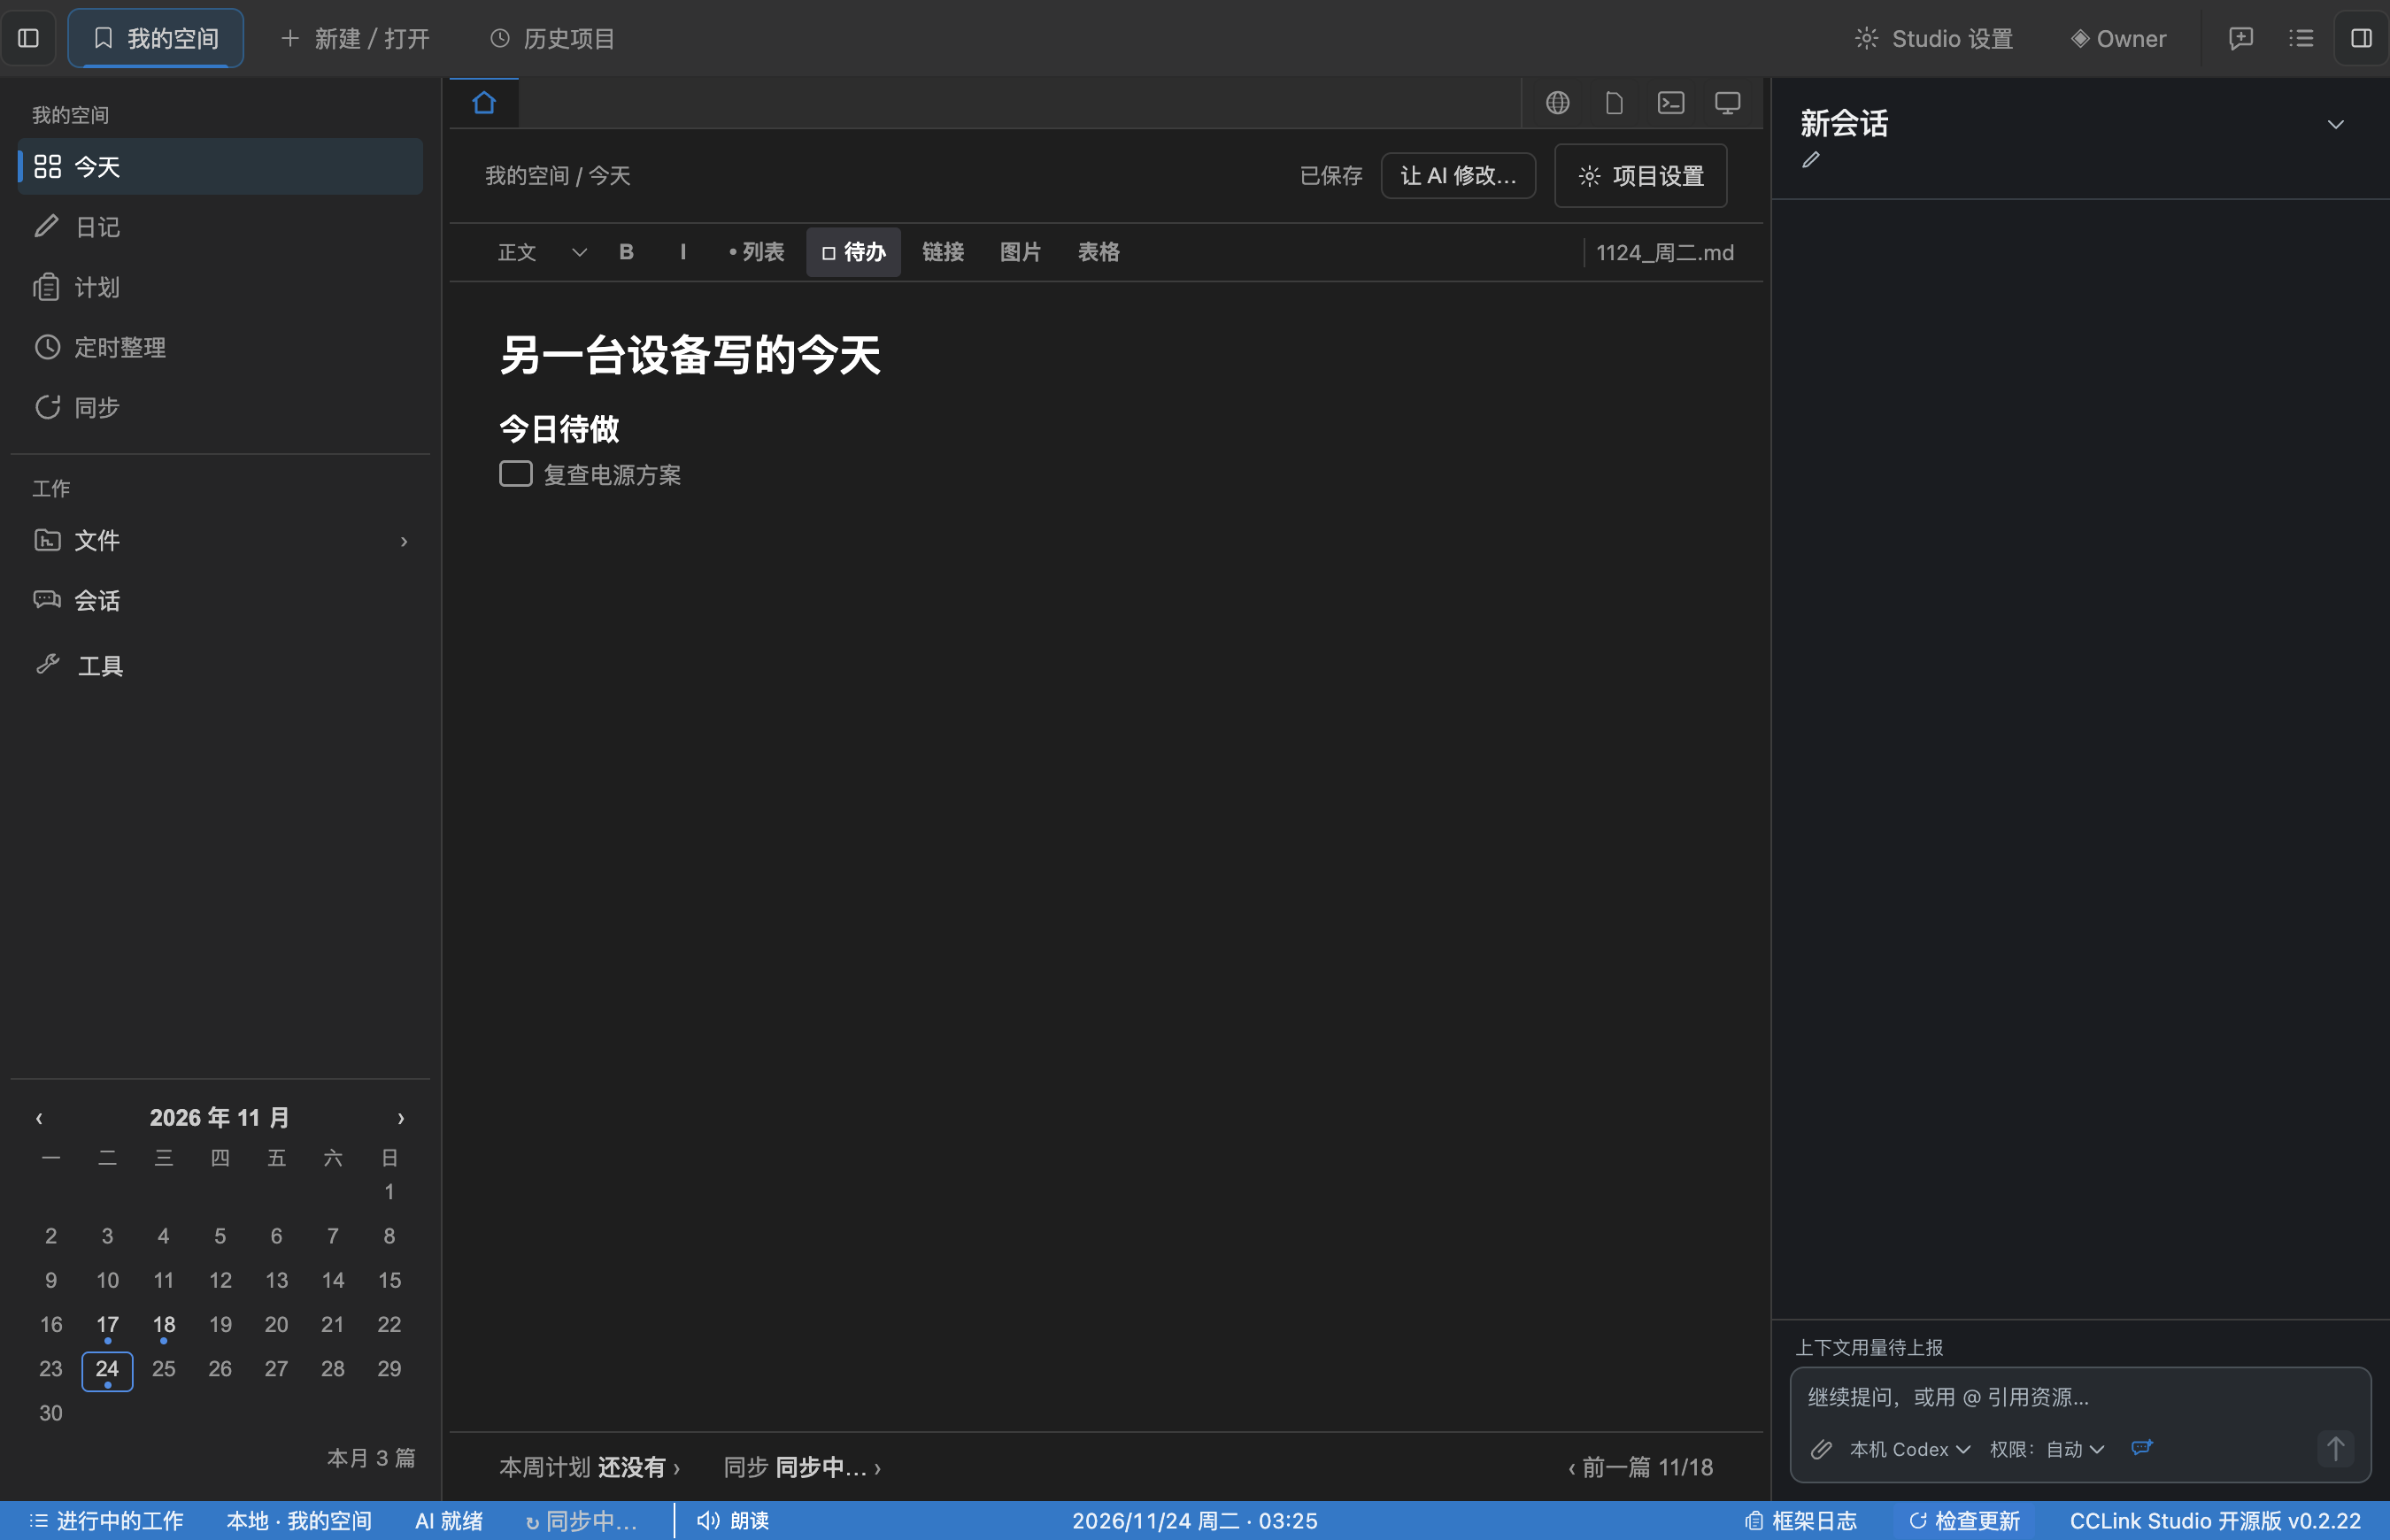 我的空间
新建 / 打开
历史项目
Studio 设置
Owner
我的空间
今天
日记
计划
定时整理
同步
工作
文件
会话
工具
2026 年 11 月
一 二 三 四 五 六 日
1
2 3 4 5 6 7 8
9 10 11 12 13 14 15
16 17 18 19 20 21 22
23 24 25 26 27 28 29
30
本月 3 篇
我的空间 / 今天
已保存
让 AI 修改...
项目设置
正文
B
I
• 列表
待办
链接
图片
表格
1124_周二.md
另一台设备写的今天
今日待做
复查电源方案
本周计划 还没有 ›
同步 同步中... ›
‹ 前一篇 11/18
新会话
上下文用量待上报
继续提问，或用 @ 引用资源...
本机 Codex
权限：自动
进行中的工作
本地 · 我的空间
AI 就绪
同步中...
朗读
2026/11/24 周二 · 03:25
框架日志
检查更新
CCLink Studio 开源版 v0.2.22